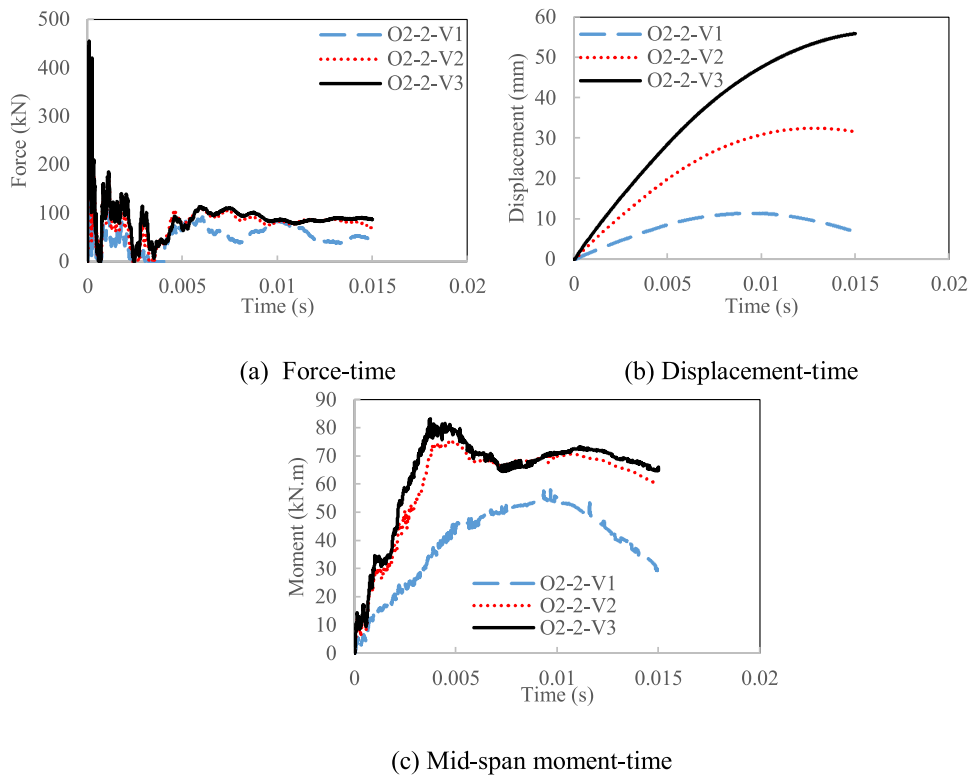 500
400
300
200
100
0
Force (kN)
O2-2-V1
O2-2-V2
O2-2-V3
0 0.005 0.01 0.015 0.02
Time (s)
(a) Force-time
60
50
40
30
20
10
0
Displacement (mm)
O2-2-V1
O2-2-V2
O2-2-V3
0 0.005 0.01 0.015 0.02
Time (s)
(b) Displacement-time
90
80
70
60
50
40
30
20
10
0
Moment (kN.m)
O2-2-V1
O2-2-V2
O2-2-V3
0 0.005 0.01 0.015 0.02
Time (s)
(c) Mid-span moment-time